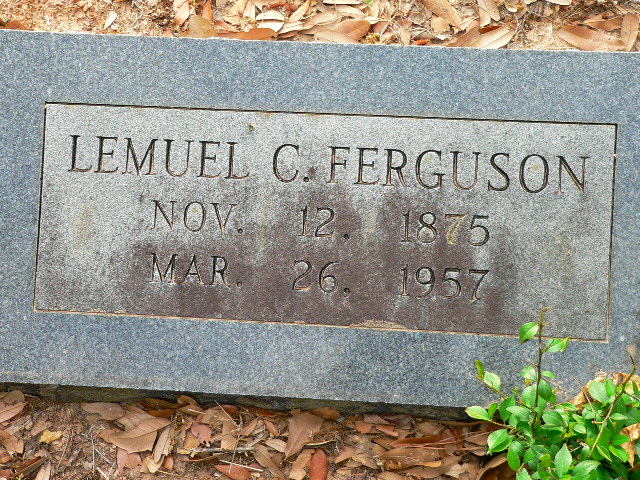 LEMUEL C. FERGUSON
NOV. 12. 1875
MAR. 26. 1957